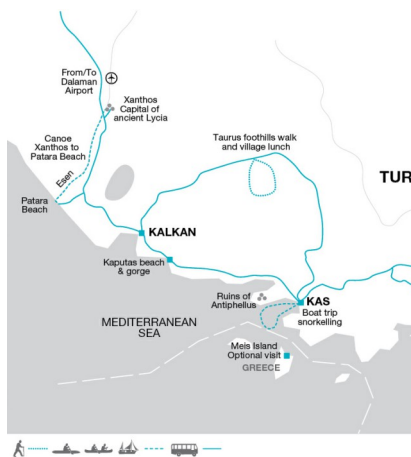 From/To
Dalaman
Airport
Xanthos
Capital of
ancient Lycia
Canoe
Xanthos to
Patara Beach
Esen
Taurus foothills walk
and village lunch
TUR
Patara
Beach
KALKAN
Kaputas beach
& gorge
Ruins of
Antiphellus
KAS
Boat trip
snorkelling
MEDITERRANEAN
SEA
Meis Island
Optional visit
GREECE